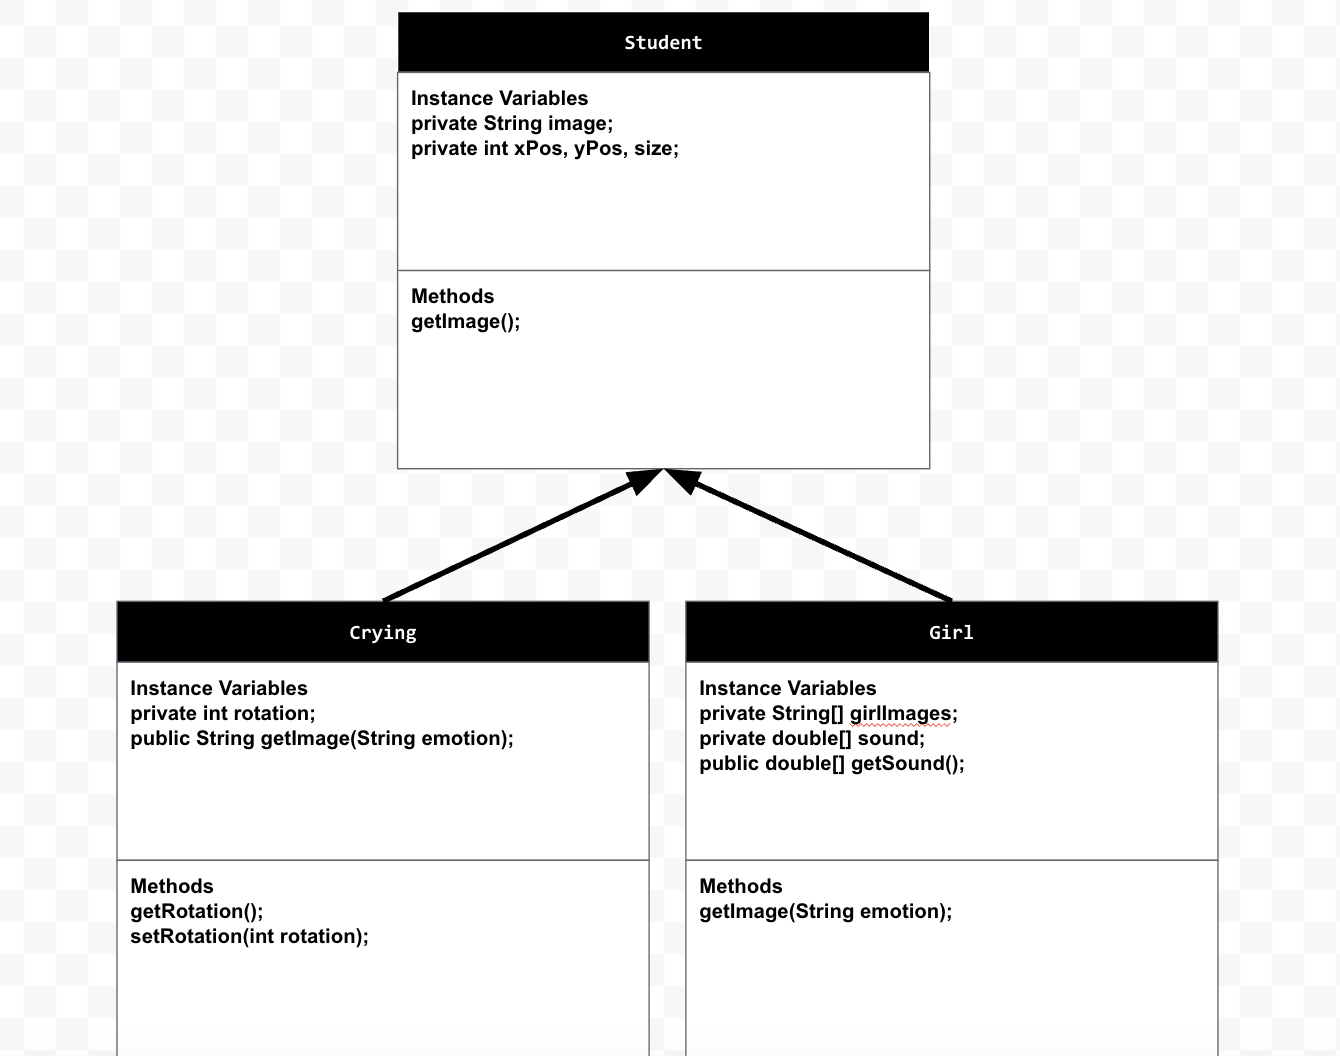 Student
Instance Variables
private String image;
private int xPos, yPos, size;
Methods
getImage();
Crying
Instance Variables
private int rotation;
public String getImage(String emotion);
Methods
getRotation();
setRotation(int rotation);
Girl
Instance Variables
private String[] girlImages;
private double[] sound;
public double[] getSound();
Methods
getImage(String emotion);